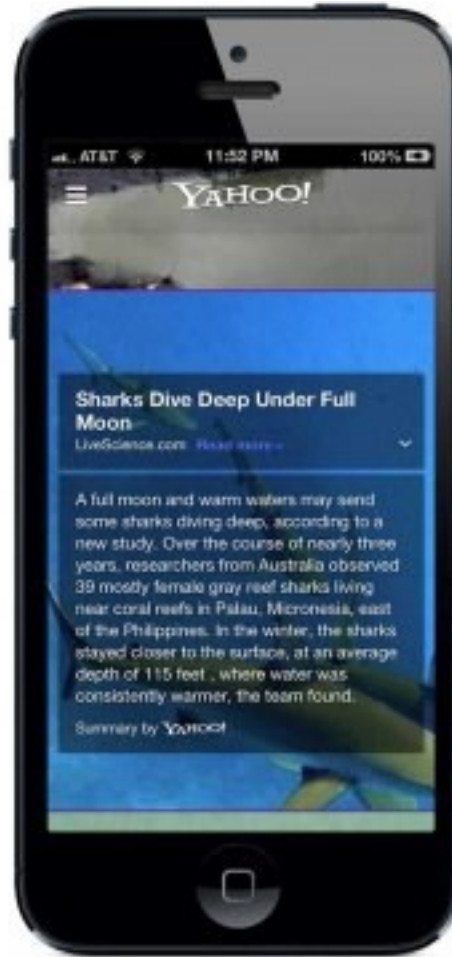 AT&T 11:52 PM 100%
YAHOO!
Sharks Dive Deep Under Full
Moon
LiveScience.com Read more »
A full moon and warm waters may send
some sharks diving deep, according to a
new study. Over the course of nearly three
years, researchers from Australia observed
39 mostly female gray reef sharks living
near coral reefs in Palau, Micronesia, east
of the Philippines. In the winter, the sharks
stayed closer to the surface, at an average
depth of 115 feet , where water was
consistently warmer, the team found.
Summary by YAHOO!